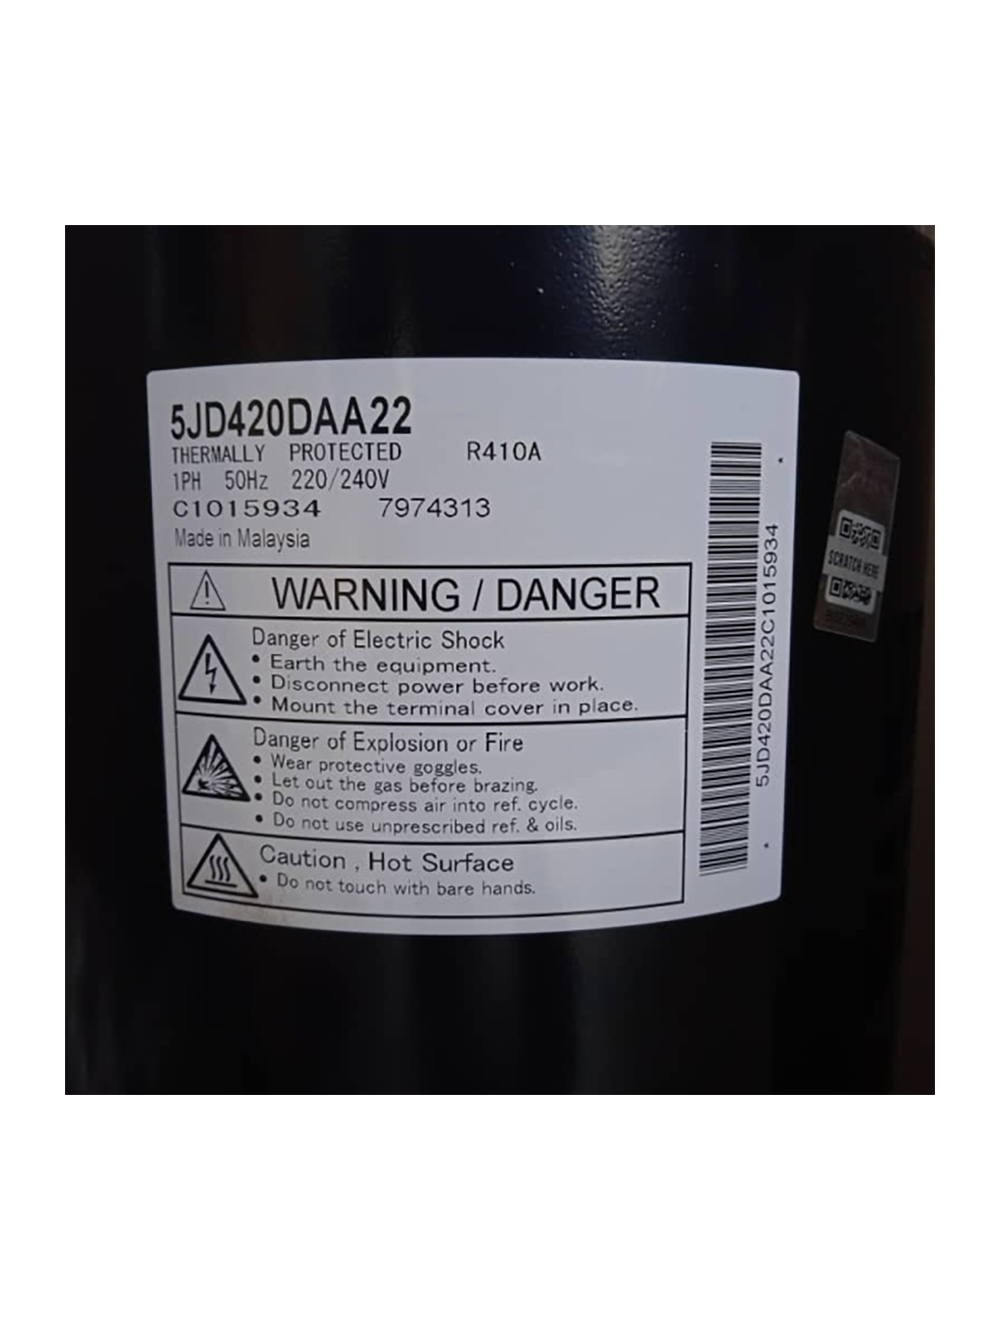 5JD420DAA22
THERMALLY PROTECTED R410A
1PH 50Hz 220/240V
C1015934 7974313
Made in Malaysia
WARNING / DANGER
Danger of Electric Shock
• Earth the equipment.
• Disconnect power before work.
• Mount the terminal cover in place.
Danger of Explosion or Fire
• Wear protective goggles.
• Let out the gas before brazing.
• Do not compress air into ref. cycle.
• Do not use unprescribed ref. & oils.
Caution , Hot Surface
• Do not touch with bare hands.
5JD420DAA22C1015934
SCRATCH HERE